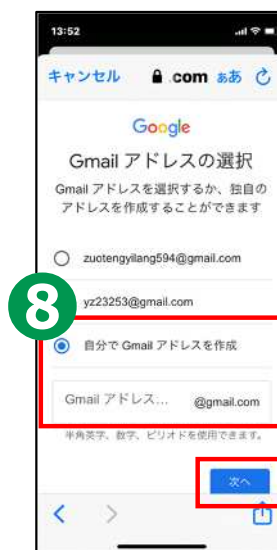 13:52
キャンセル .com ああ
Google
Gmail アドレスの選択
Gmail アドレスを選択するか、独自の
アドレスを作成することができます
zuotengyilang594@gmail.com
8
yz23253@gmail.com
自分で Gmail アドレスを作成
Gmail アドレス... @gmail.com
半角英字、数字、ピリオドを使用できます。
次へ